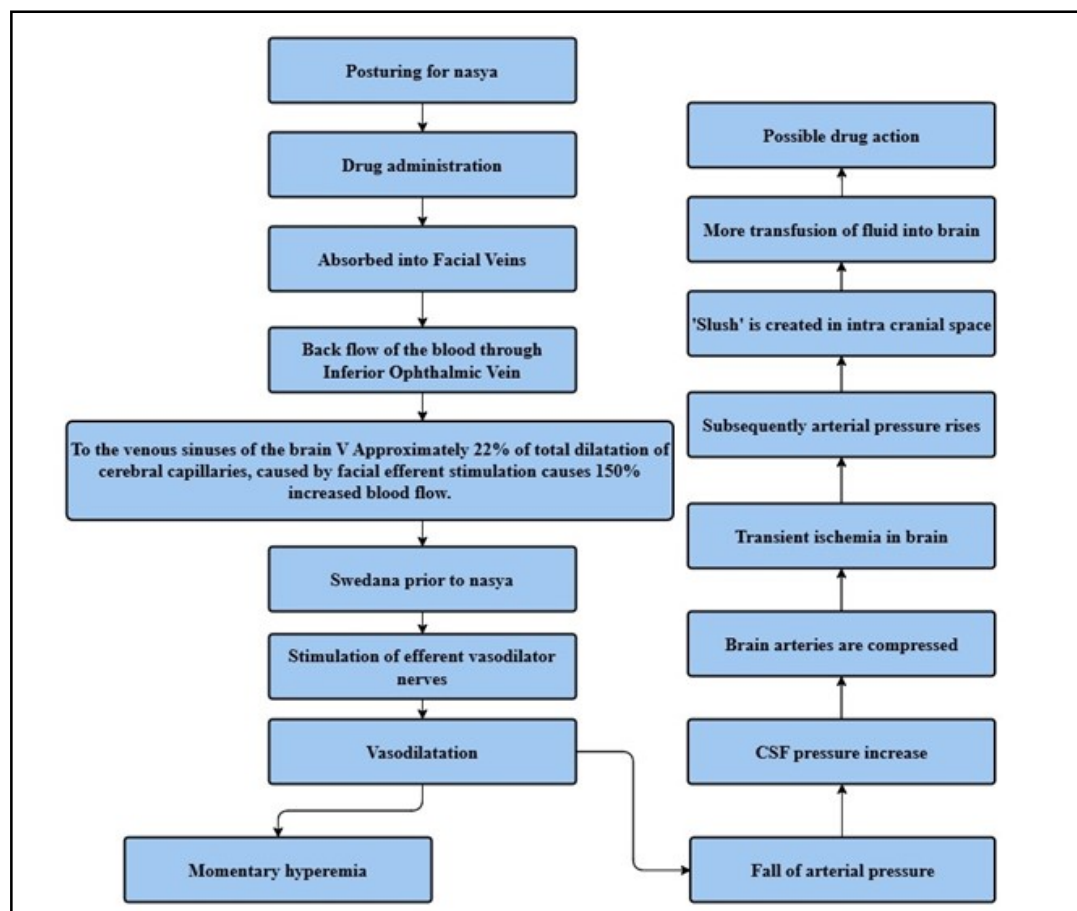 Posturing for nasya
Drug administration
Absorbed into Facial Veins
Back flow of the blood through
Inferior Ophthalmic Vein
To the venous sinuses of the brain V Approximately 22% of total dilatation of
cerebral capillaries, caused by facial efferent stimulation causes 150%
increased blood flow.
Swedana prior to nasya
Stimulation of efferent vasodilator
nerves
Vasodilatation
Momentary hyperemia
Fall of arterial pressure
CSF pressure increase
Brain arteries are compressed
Transient ischemia in brain
Subsequently arterial pressure rises
'Slush' is created in intra cranial space
More transfusion of fluid into brain
Possible drug action